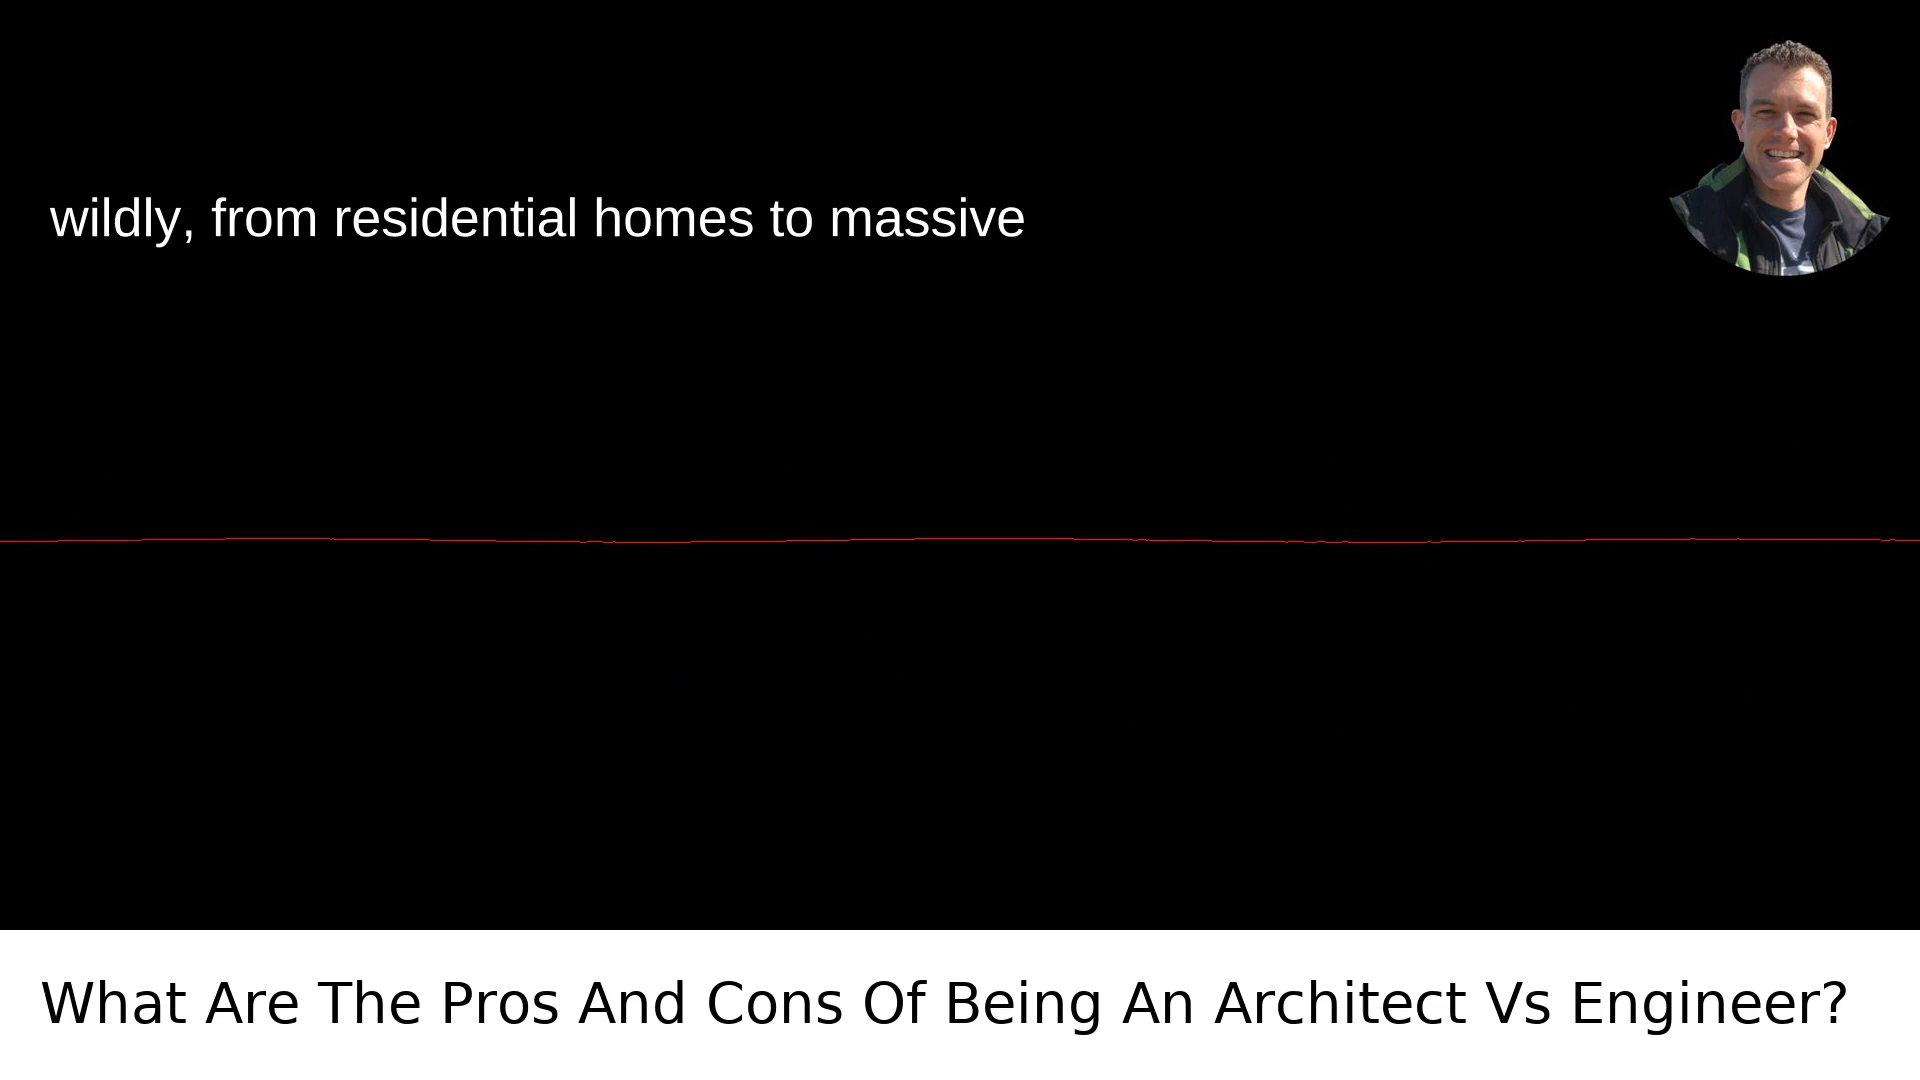 wildly, from residential homes to massive
What Are The Pros And Cons Of Being An Architect Vs Engineer?